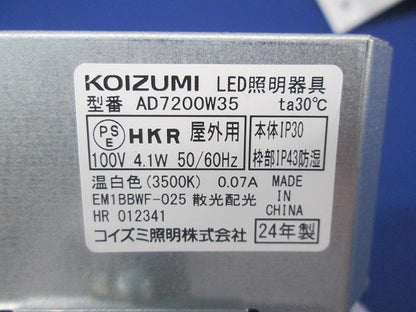 KOIZUMI LED照明器具
型番 AD7200W35 ta30℃
PSE HKR 屋外用 本体IP30
100V 4.1W 50/60Hz 枠部IP43防湿
温白色(3500K) 0.07A MADE
EM1BBWF-025 散光配光 IN
HR 012341 CHINA
コイズミ照明株式会社 24年製